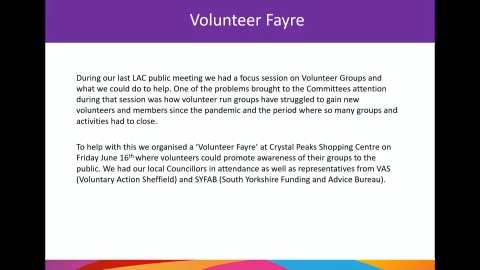 Volunteer Fayre
During our last LAC public meeting we had a focus session on Volunteer Groups and
what we could do to help. One of the problems brought to the Committees attention
during that session was how volunteer run groups have struggled to gain new
volunteers and members since the pandemic and the period where so many groups and
activities had to close.
To help with this we organised a ‘Volunteer Fayre’ at Crystal Peaks Shopping Centre on
Friday June 16th where volunteers could promote awareness of their groups to the
public. We had our local Councillors in attendance as well as representatives from VAS
(Voluntary Action Sheffield) and SYFAB (South Yorkshire Funding and Advice Bureau).